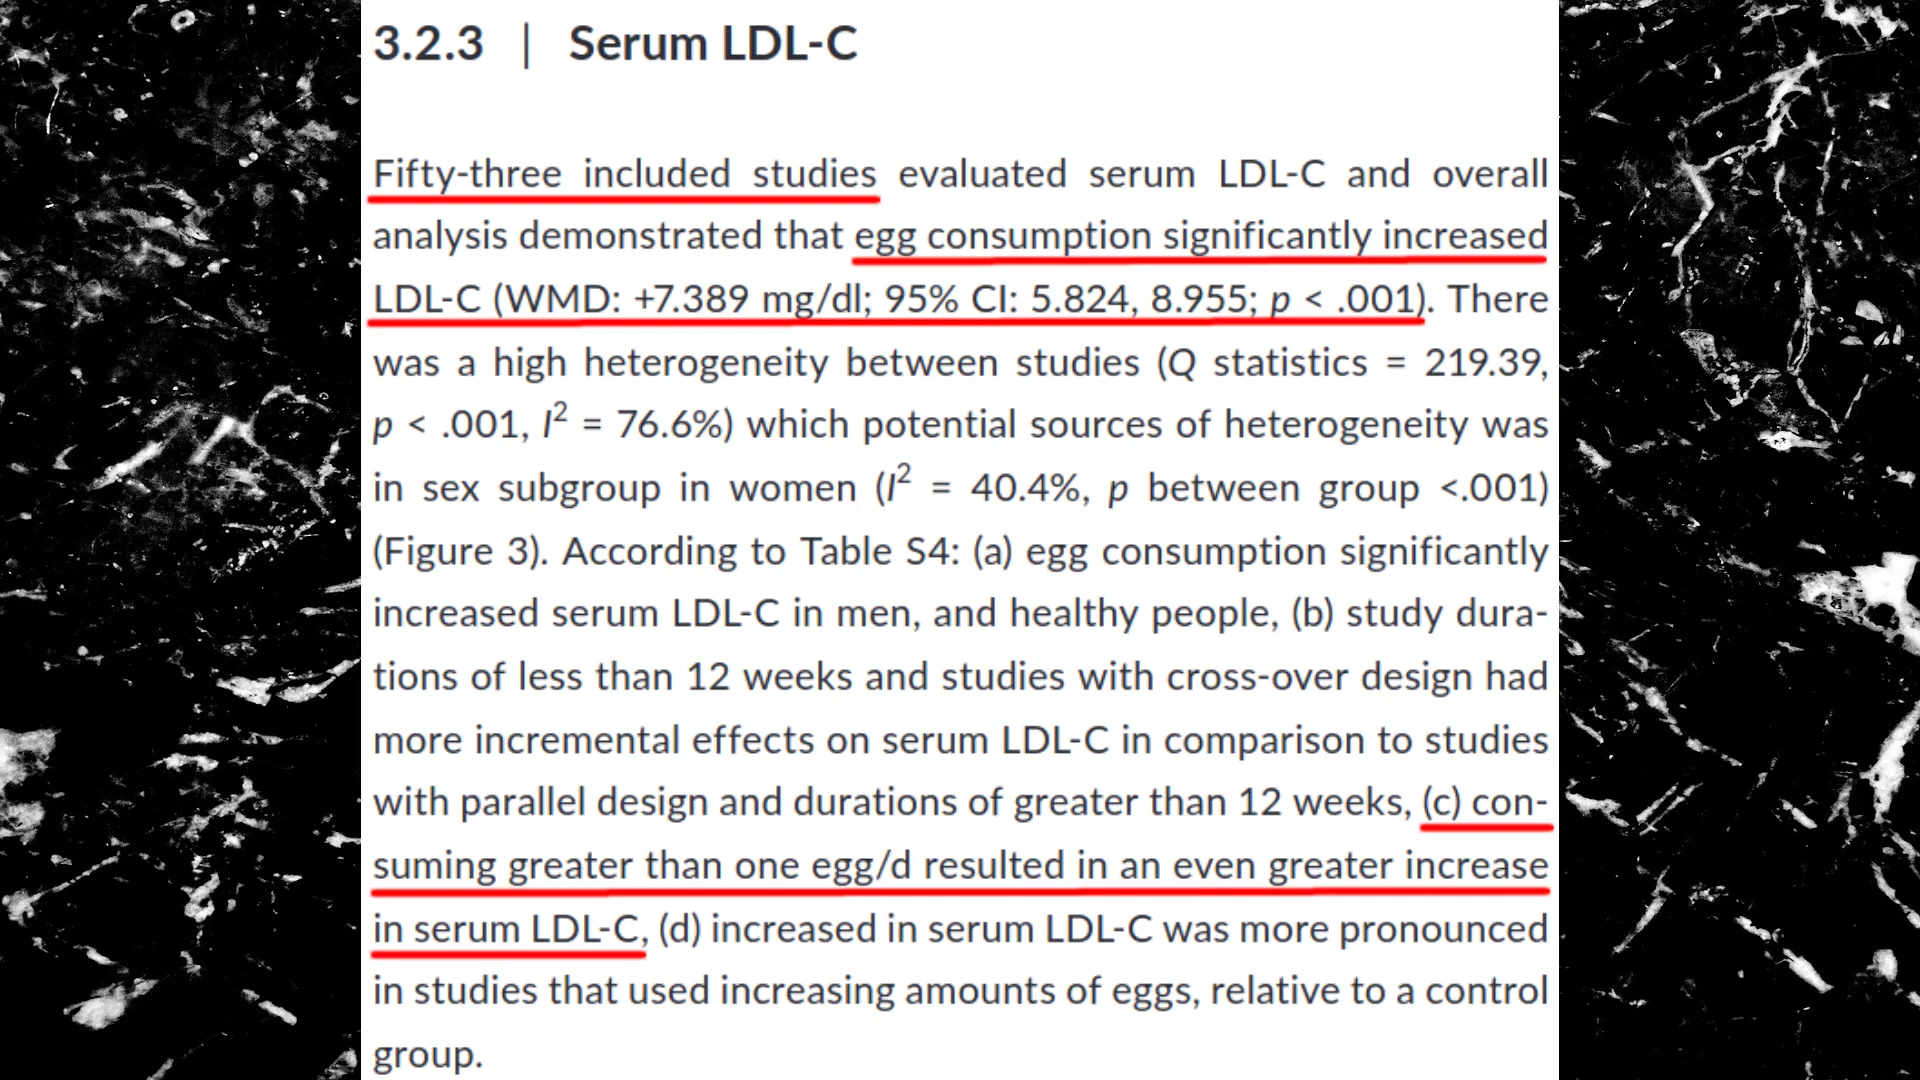 3.2.3 | Serum LDL-C
Fifty-three included studies evaluated serum LDL-C and overall
analysis demonstrated that egg consumption significantly increased
LDL-C (WMD: +7.389 mg/dl; 95% CI: 5.824, 8.955; p < .001). There
was a high heterogeneity between studies (Q statistics = 219.39,
p < .001, I² = 76.6%) which potential sources of heterogeneity was
in sex subgroup in women (I² = 40.4%, p between group <.001)
(Figure 3). According to Table S4: (a) egg consumption significantly
increased serum LDL-C in men, and healthy people, (b) study dura-
tions of less than 12 weeks and studies with cross-over design had
more incremental effects on serum LDL-C in comparison to studies
with parallel design and durations of greater than 12 weeks, (c) con-
suming greater than one egg/d resulted in an even greater increase
in serum LDL-C, (d) increased in serum LDL-C was more pronounced
in studies that used increasing amounts of eggs, relative to a control
group.